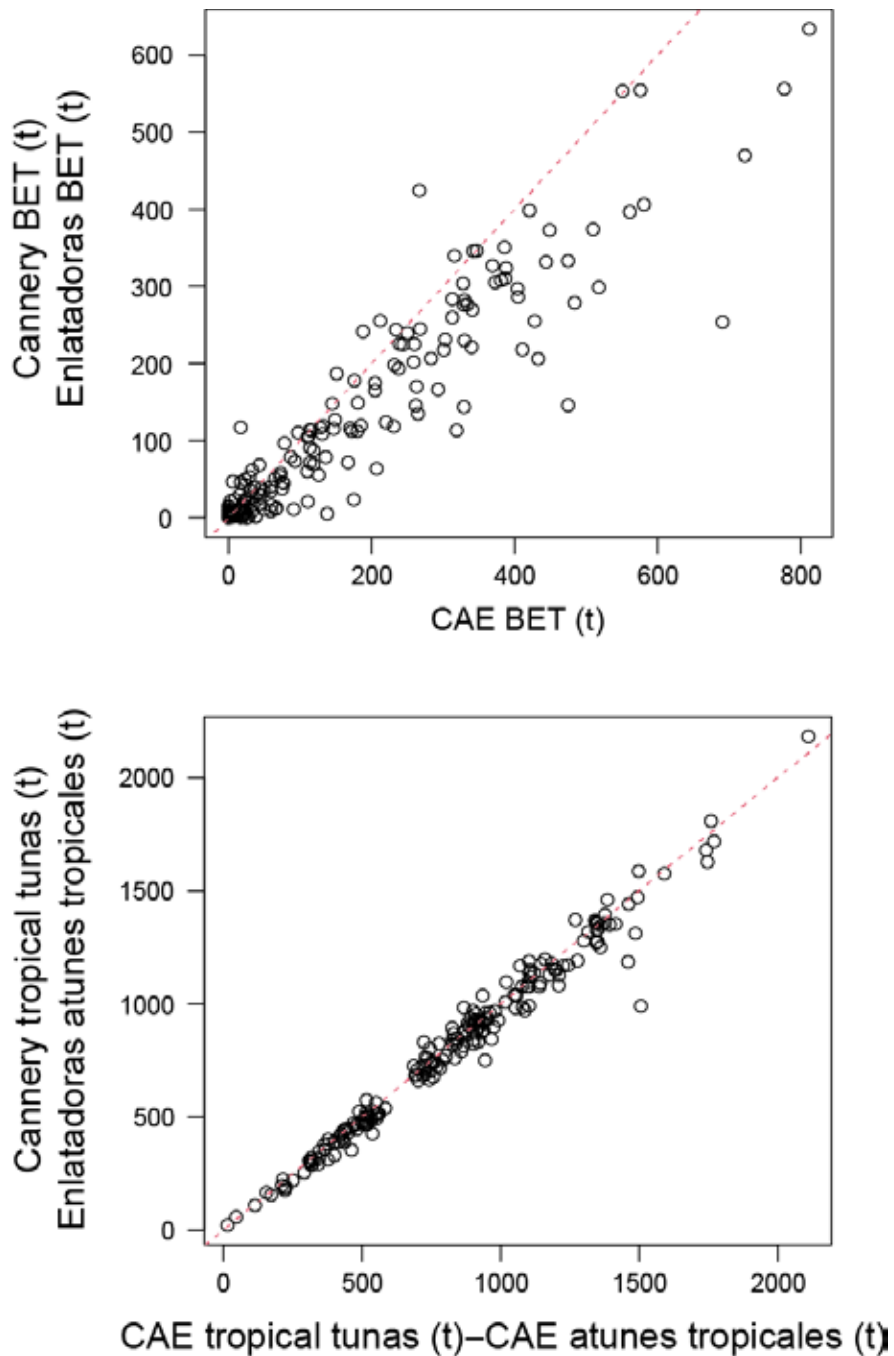 Cannery BET (t)
Enlatadoras BET (t)
600
500
400
300
200
100
0
0 200 400 600 800
CAE BET (t)
Cannery tropical tunas (t)
Enlatadoras atunes tropicales (t)
2000
1500
1000
500
0
0 500 1000 1500 2000
CAE tropical tunas (t)–CAE atunes tropicales (t)